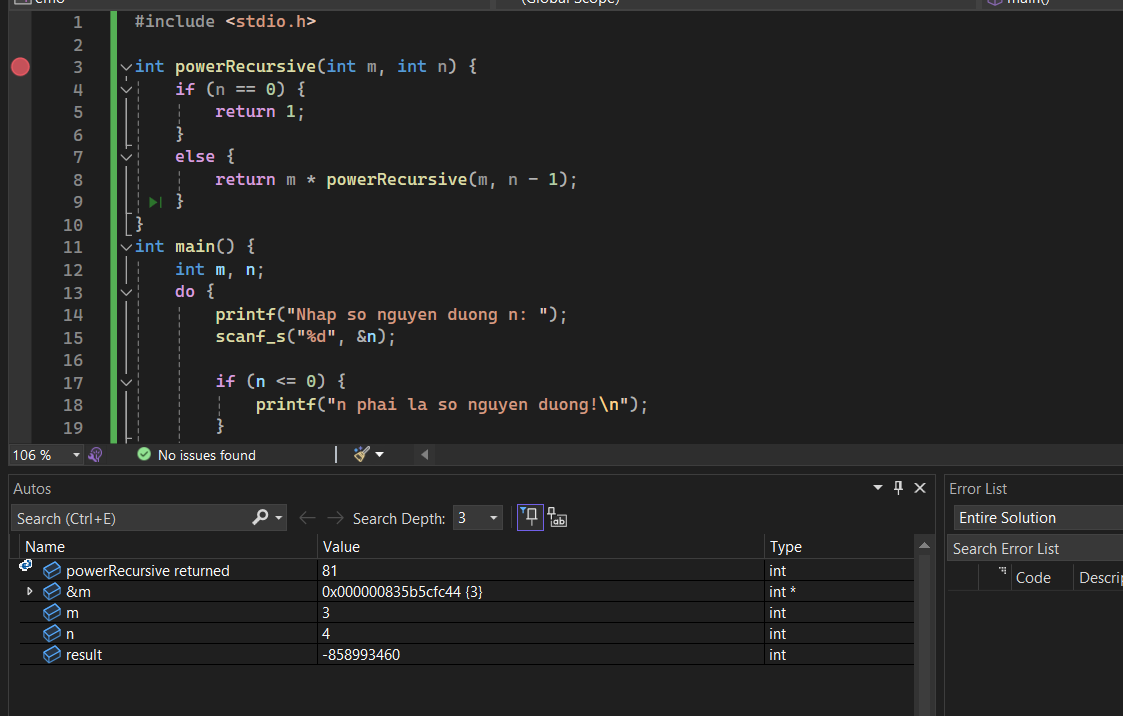 (Global Scope)
main()
1 #include <stdio.h>
2
3 int powerRecursive(int m, int n) {
4 if (n == 0) {
5 return 1;
6 }
7 else {
8 return m * powerRecursive(m, n - 1);
9 }
10 }
11 int main() {
12 int m, n;
13 do {
14 printf("Nhap so nguyen duong n: ");
15 scanf_s("%d", &n);
16
17 if (n <= 0) {
18 printf("n phai la so nguyen duong!\n");
19 }
106 % No issues found
Autos
Search (Ctrl+E) Search Depth: 3
Name Value Type
powerRecursive returned 81 int
&m 0x000000835b5cfc44 {3} int *
m 3 int
n 4 int
result -858993460 int
Error List
Entire Solution
Search Error List
Code Descri